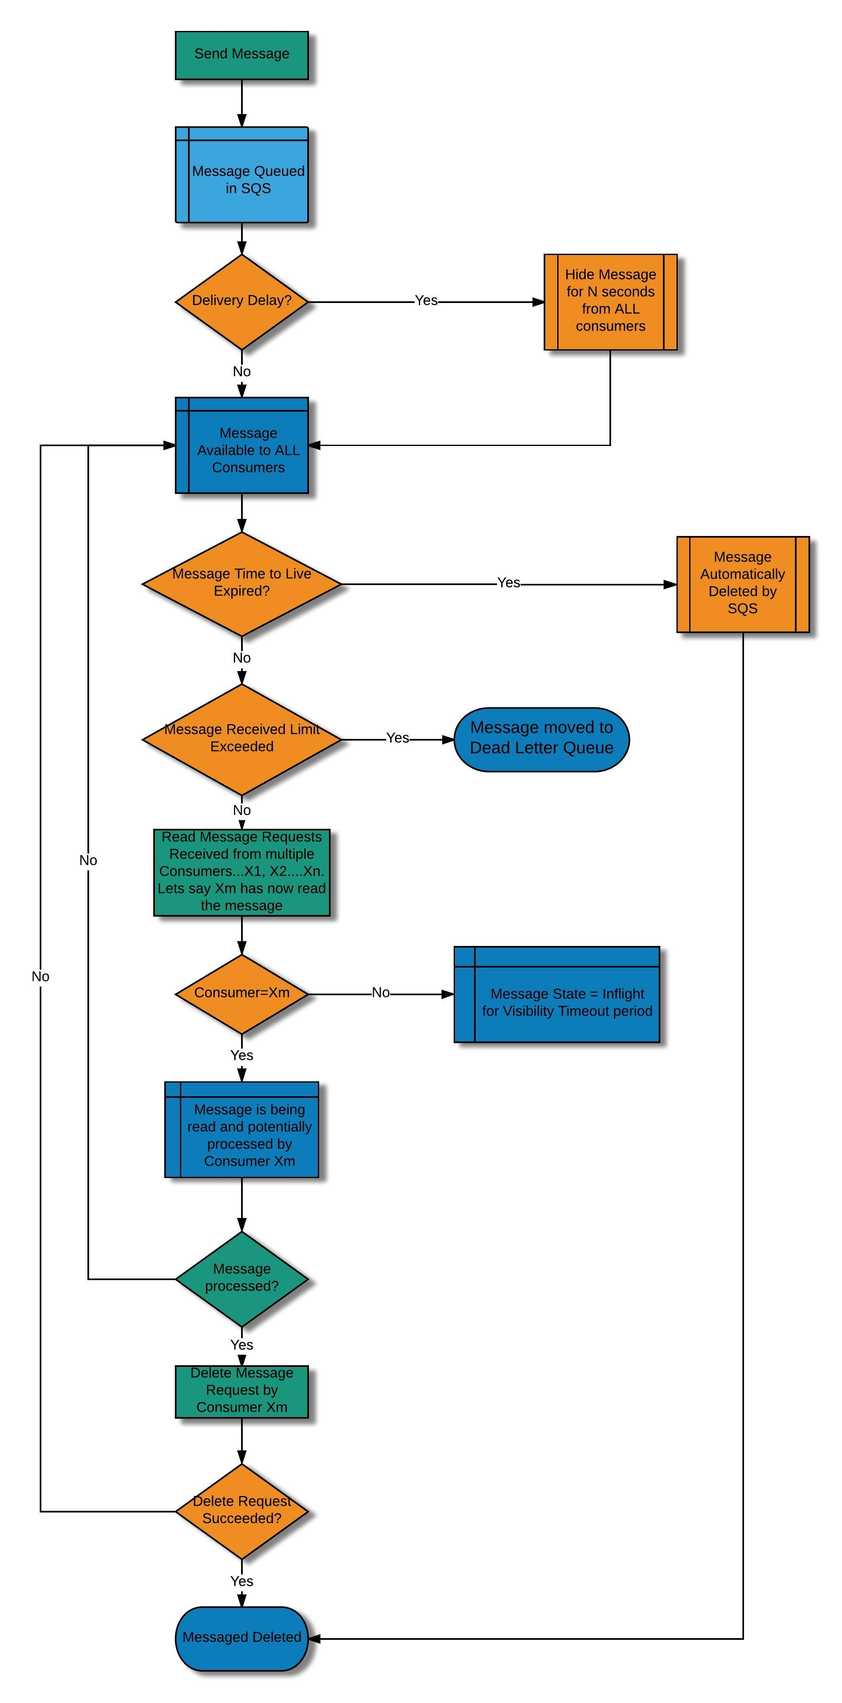 Send Message
Message Queued
in SQS
Delivery Delay?
Yes
Hide Message
for N seconds
from ALL
consumers
No
Message
Available to ALL
Consumers
Message Time to Live
Expired?
Yes
Message
Automatically
Deleted by
SQS
No
Message Received Limit
Exceeded
Yes
Message moved to
Dead Letter Queue
No
Read Message Requests
Received from multiple
Consumers...X1, X2....Xn.
Lets say Xm has now read
the message
No
No
Consumer=Xm
No
Message State = Inflight
for Visibility Timeout period
Yes
Message is being
read and potentially
processed by
Consumer Xm
Message
processed?
Yes
Delete Message
Request by
Consumer Xm
Delete Request
Succeeded?
Yes
Messaged Deleted